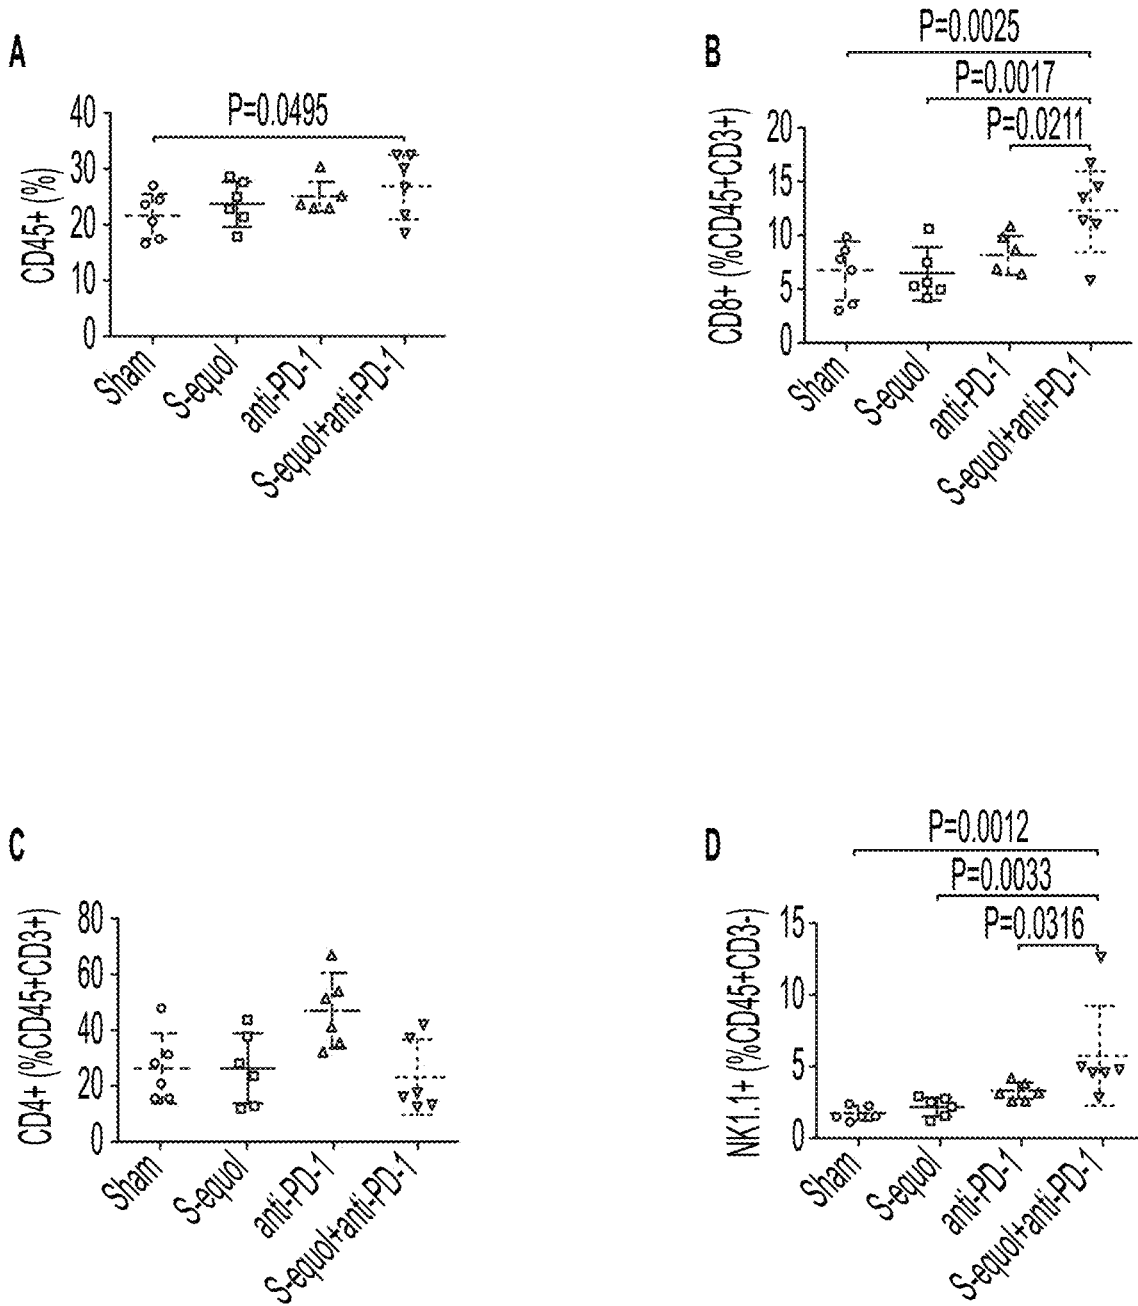 A
P=0.0495
CD45+ (%)
40
30
20
10
0
Sham
S-equol
anti-PD-1
S-equol+anti-PD-1
B
P=0.0025
P=0.0017
P=0.0211
CD8+ (%CD45+CD3+)
20
15
10
5
0
Sham
S-equol
anti-PD-1
S-equol+anti-PD-1
C
CD4+ (%CD45+CD3+)
80
60
40
20
0
Sham
S-equol
anti-PD-1
S-equol+anti-PD-1
D
P=0.0012
P=0.0033
P=0.0316
NK1.1+ (%CD45+CD3-)
15
10
5
0
Sham
S-equol
anti-PD-1
S-equol+anti-PD-1